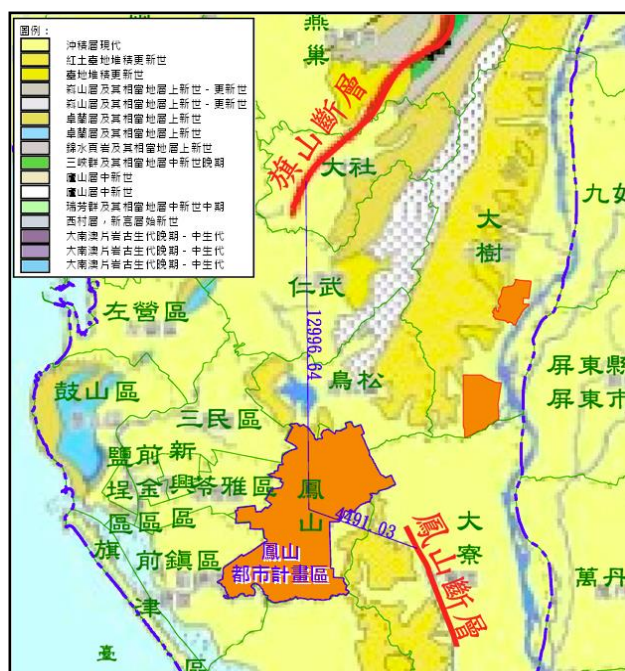 圖例：
沖積層現代
紅土臺地堆積更新世
臺地堆積更新世
崙山層及其相當地層上新世－更新世
崙山層及其相當地層上新世－更新世
卓蘭層及其相當地層上新世
卓蘭層及其相當地層上新世
錦水頁岩及其相當地層上新世
三峽群及其相當地層中新世晚期
廬山層中新世
廬山層中新世
瑞芳群及其相當地層中新世中期
西村層，新高層始新世
大南澳片岩古生代晚期－中生代
大南澳片岩古生代晚期－中生代
大南澳片岩古生代晚期－中生代
燕巢
旗山斷層
大社
大樹
九如
仁武
左營區
12996.64
鳥松
屏東縣
屏東市
鼓山區
三民區
鹽埕區
前金區
新興區
苓雅區
鳳山
4491.03
大寮
鳳山
都市計畫區
前鎮區
鳳山斷層
萬丹
旗津區
臺